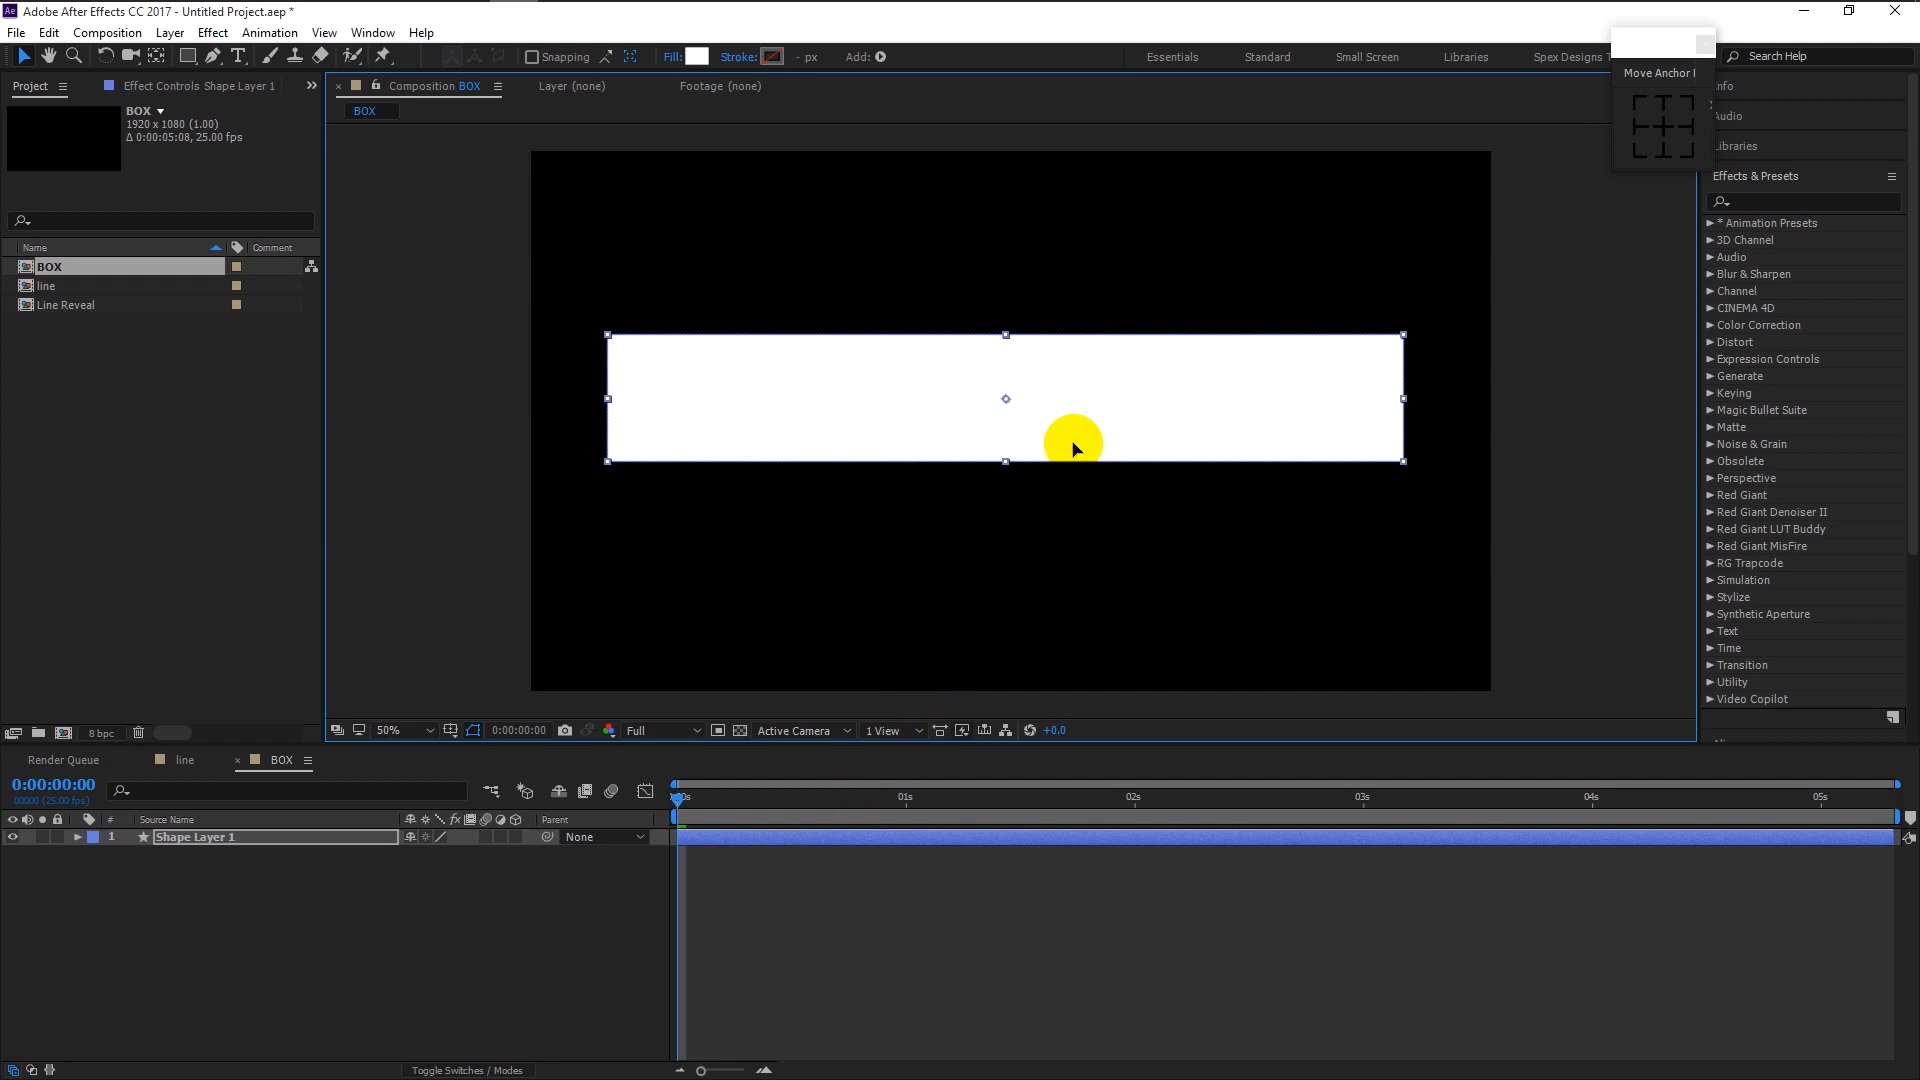 Ae Adobe After Effects CC 2017 - Untitled Project.aep *
File Edit Composition Layer Effect Animation View Window Help
Snapping Fill: Stroke: - px Add: Essentials Standard Small Screen Libraries Spex Designs T Search Help
Move Anchor
Project Effect Controls Shape Layer 1
BOX
1920 x 1080 (1.00)
Δ 0:00:05:08, 25.00 fps
Name Comment
BOX
line
Line Reveal
8 bpc
Composition BOX Layer (none) Footage (none)
BOX
50% 0:00:00:00 Full Active Camera 1 View +0.0
Audio
Libraries
Effects & Presets
* Animation Presets
3D Channel
Audio
Blur & Sharpen
Channel
CINEMA 4D
Color Correction
Distort
Expression Controls
Generate
Keying
Magic Bullet Suite
Matte
Noise & Grain
Obsolete
Perspective
Red Giant
Red Giant Denoiser II
Red Giant LUT Buddy
Red Giant MisFire
RG Trapcode
Simulation
Stylize
Synthetic Aperture
Text
Time
Transition
Utility
Video Copilot
Render Queue line BOX
0:00:00:00
00000 (25.00 fps)
01s 02s 03s 04s 05s
# Source Name Parent
1 Shape Layer 1 None
Toggle Switches / Modes